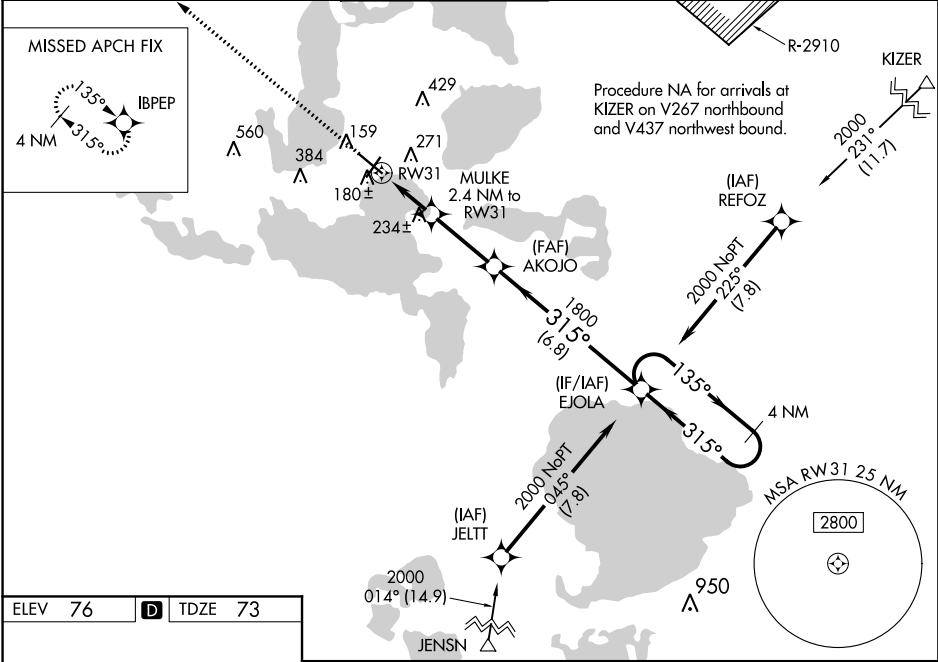 MISSED APCH FIX
135°
IBPEP
4 NM
315°
R-2910
KIZER
Procedure NA for arrivals at
KIZER on V267 northbound
and V437 northwest bound.
2000
231°
(11.7)
429
560
159
384
271
RW31
180±
MULKE
2.4 NM to
RW31
234±
(IAF)
REFOZ
(FAF)
AKOJO
2000 NoPT
225°
(7.8)
1800
315°
(6.8)
(IF/IAF)
EJOLA
135°
4 NM
315°
2000 NoPT
045°
(7.8)
MSA RW31 25 NM
2800
(IAF)
JELTT
2000
014° (14.9)
950
JENSN
ELEV 76 D TDZE 73